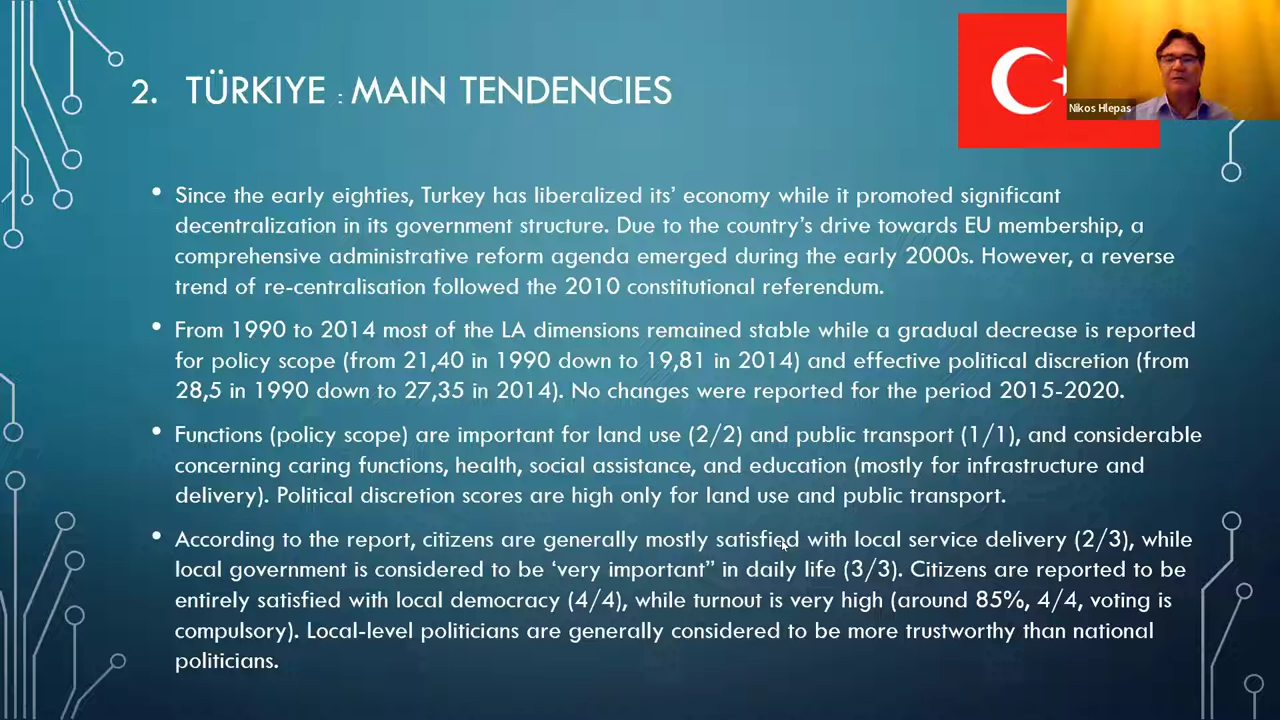 2. TÜRKIYE : MAIN TENDENCIES
Nikos Hlepas
• Since the early eighties, Turkey has liberalized its’ economy while it promoted significant
decentralization in its government structure. Due to the country’s drive towards EU membership, a
comprehensive administrative reform agenda emerged during the early 2000s. However, a reverse
trend of re-centralisation followed the 2010 constitutional referendum.
• From 1990 to 2014 most of the LA dimensions remained stable while a gradual decrease is reported
for policy scope (from 21,40 in 1990 down to 19,81 in 2014) and effective political discretion (from
28,5 in 1990 down to 27,35 in 2014). No changes were reported for the period 2015-2020.
• Functions (policy scope) are important for land use (2/2) and public transport (1/1), and considerable
concerning caring functions, health, social assistance, and education (mostly for infrastructure and
delivery). Political discretion scores are high only for land use and public transport.
• According to the report, citizens are generally mostly satisfied with local service delivery (2/3), while
local government is considered to be ‘very important” in daily life (3/3). Citizens are reported to be
entirely satisfied with local democracy (4/4), while turnout is very high (around 85%, 4/4, voting is
compulsory). Local-level politicians are generally considered to be more trustworthy than national
politicians.